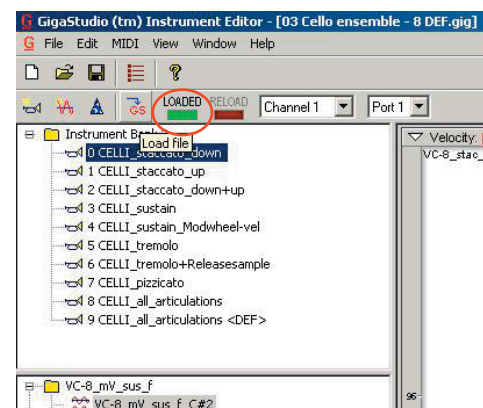 GigaStudio (tm) Instrument Editor - [03 Cello ensemble - 8 DEF.gig]
G File Edit MIDI View Window Help
GS LOADED RELOAD Channel 1 Port 1
Instrument Bank
Load file
Velocity:
0 CELLI_staccato_down
VC-8_stac_
1 CELLI_staccato_up
2 CELLI_staccato_down+up
3 CELLI_sustain
4 CELLI_sustain_Modwheel-vel
5 CELLI_tremolo
6 CELLI_tremolo+Releasesample
7 CELLI_pizzicato
8 CELLI_all_articulations
9 CELLI_all_articulations <DEF>
VC-8_mV_sus_f
96
VC-8_mV_sus_f_C#2